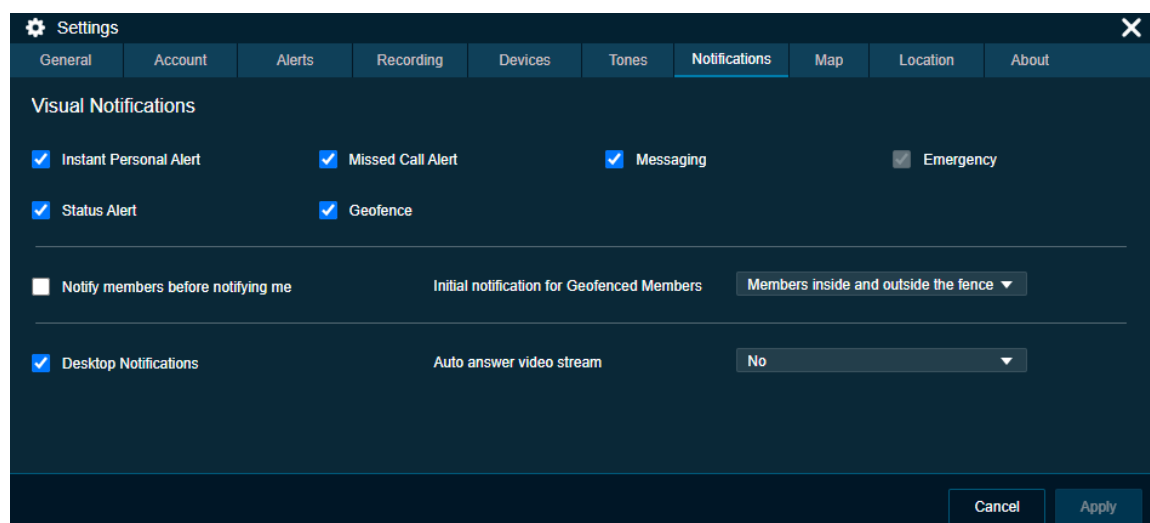 Settings
General Account Alerts Recording Devices Tones Notifications Map Location About
Visual Notifications
Instant Personal Alert Missed Call Alert Messaging Emergency
Status Alert Geofence
Notify members before notifying me Initial notification for Geofenced Members Members inside and outside the fence
Desktop Notifications Auto answer video stream No
Cancel Apply